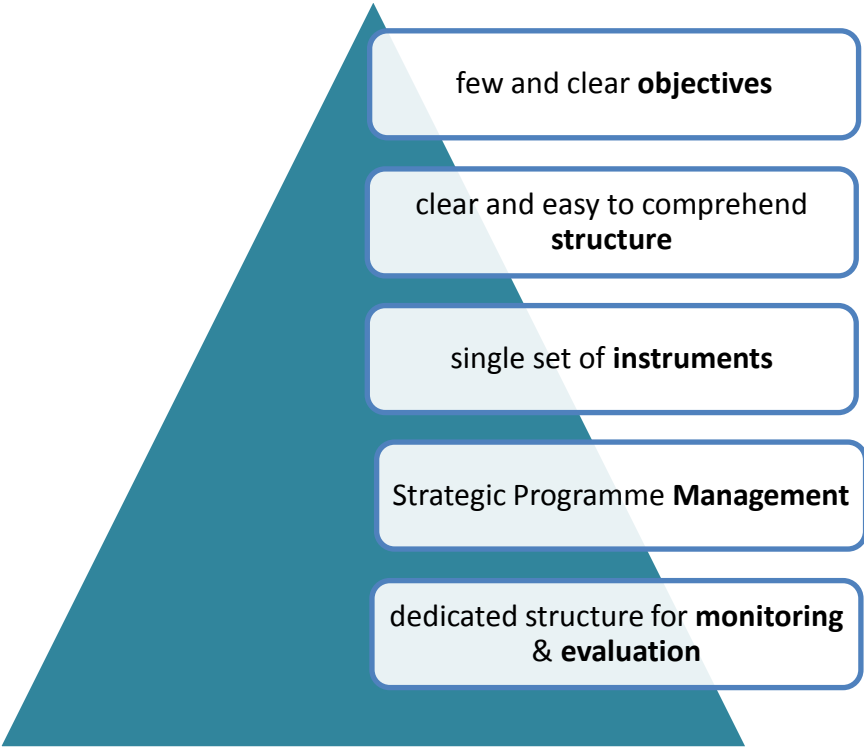 few and clear objectives
clear and easy to comprehend
structure
single set of instruments
Strategic Programme Management
dedicated structure for monitoring
& evaluation